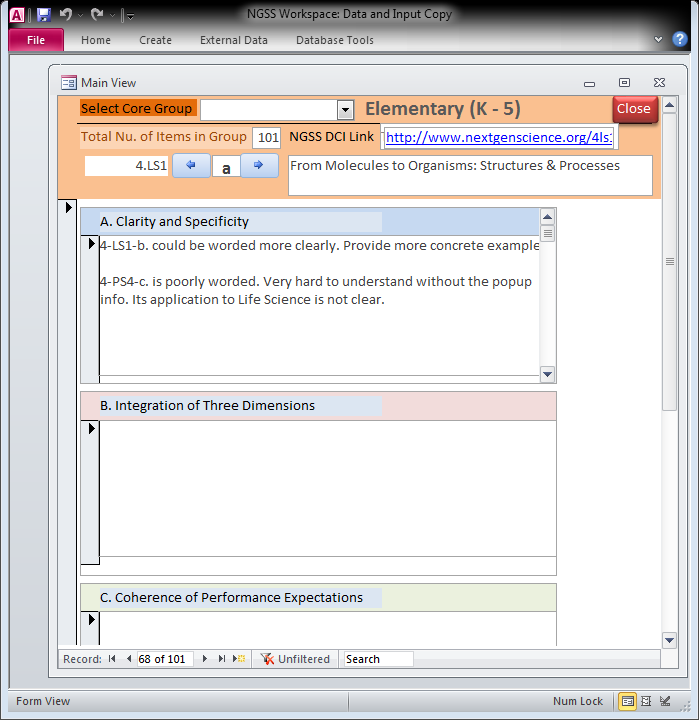 NGSS Workspace: Data and Input Copy
File Home Create External Data Database Tools
Main View
Select Core Group Elementary (K - 5) Close
Total Nu. of Items in Group 101 NGSS DCI Link http://www.nextgenscience.org/4ls
4.LS1 a From Molecules to Organisms: Structures & Processes
A. Clarity and Specificity
4-LS1-b. could be worded more clearly. Provide more concrete example
4-PS4-c. is poorly worded. Very hard to understand without the popup
info. Its application to Life Science is not clear.
B. Integration of Three Dimensions
C. Coherence of Performance Expectations
Record: 68 of 101 Unfiltered Search
Form View Num Lock